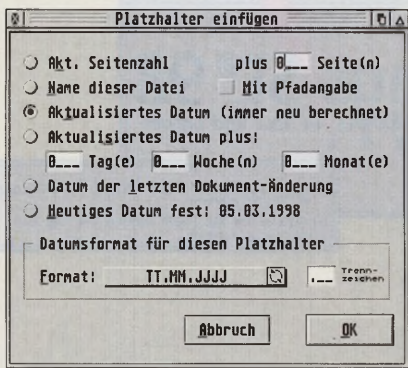 Platzhalter einfügen
Akt. Seitenzahl plus 0___ Seite(n)
Name dieser Datei Mit Pfadangabe
Aktualisiertes Datum (immer neu berechnet)
Aktualisiertes Datum plus:
0___ Tag(e) 0___ Woche(n) 0___ Monat(e)
Datum der letzten Dokument-Änderung
Heutiges Datum fest: 05.03.1998
Datumsformat für diesen Platzhalter
Format: TT.MM.JJJJ .__ Trenn-
zeichen
Abbruch OK